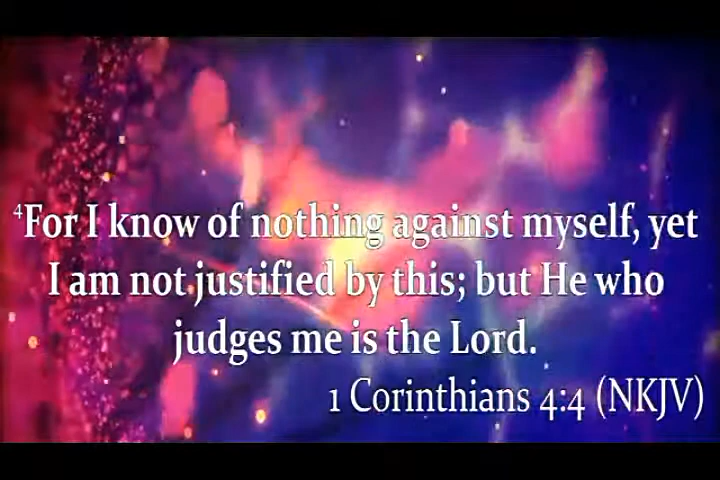 ⁴For I know of nothing against myself, yet
I am not justified by this; but He who
judges me is the Lord.
1 Corinthians 4:4 (NKJV)